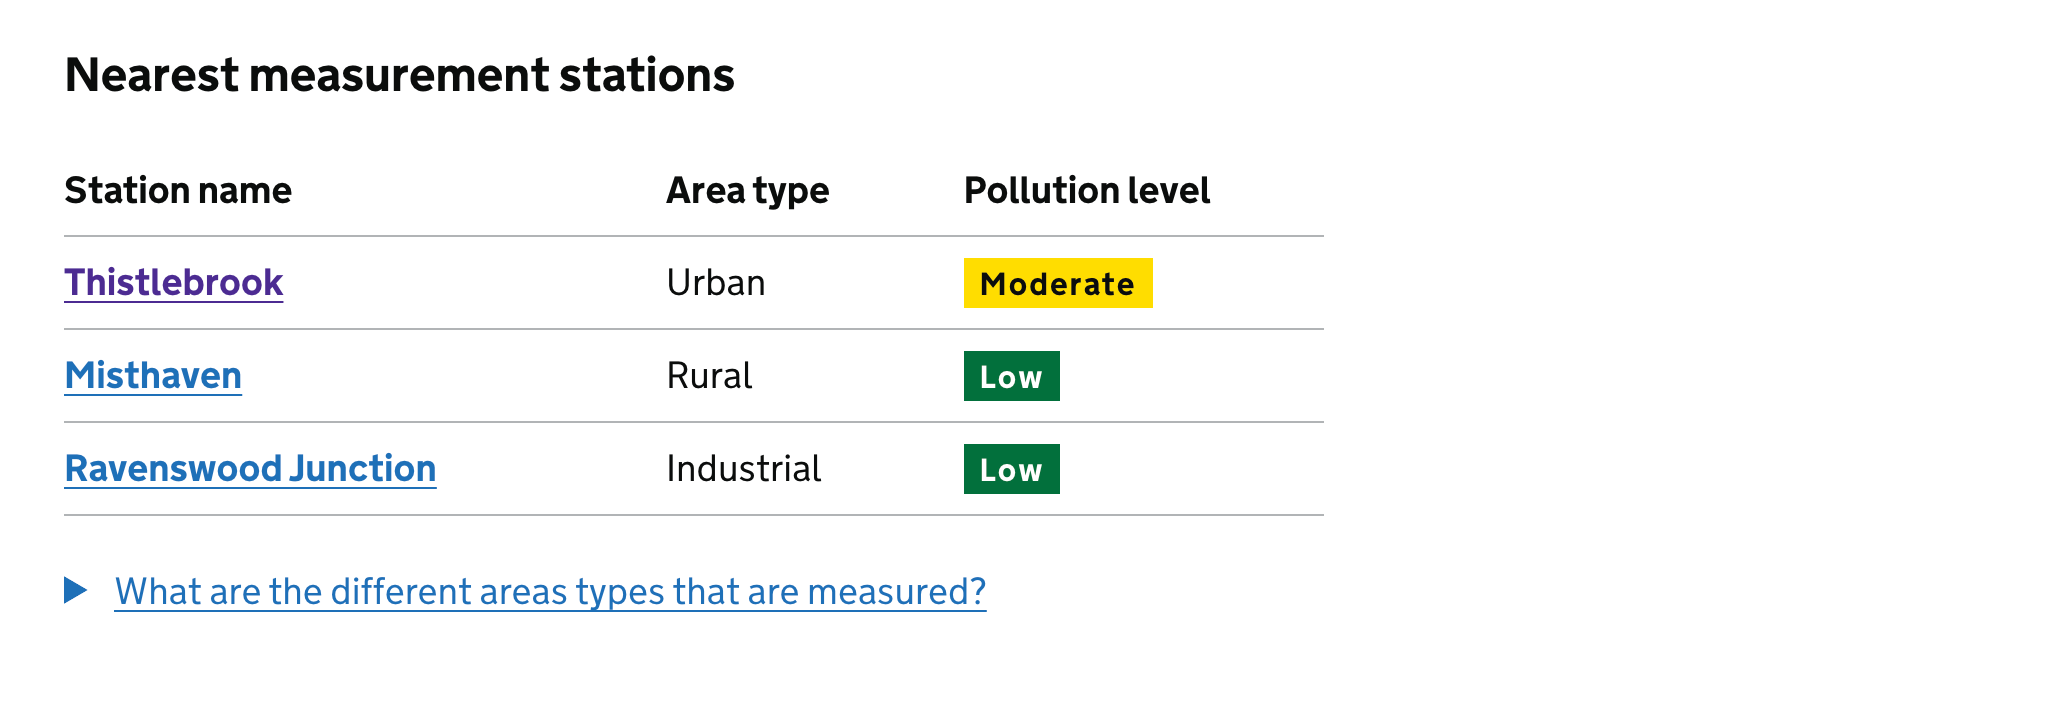 Nearest measurement stations
Station name Area type Pollution level
Thistlebrook Urban Moderate
Misthaven Rural Low
Ravenswood Junction Industrial Low
What are the different areas types that are measured?